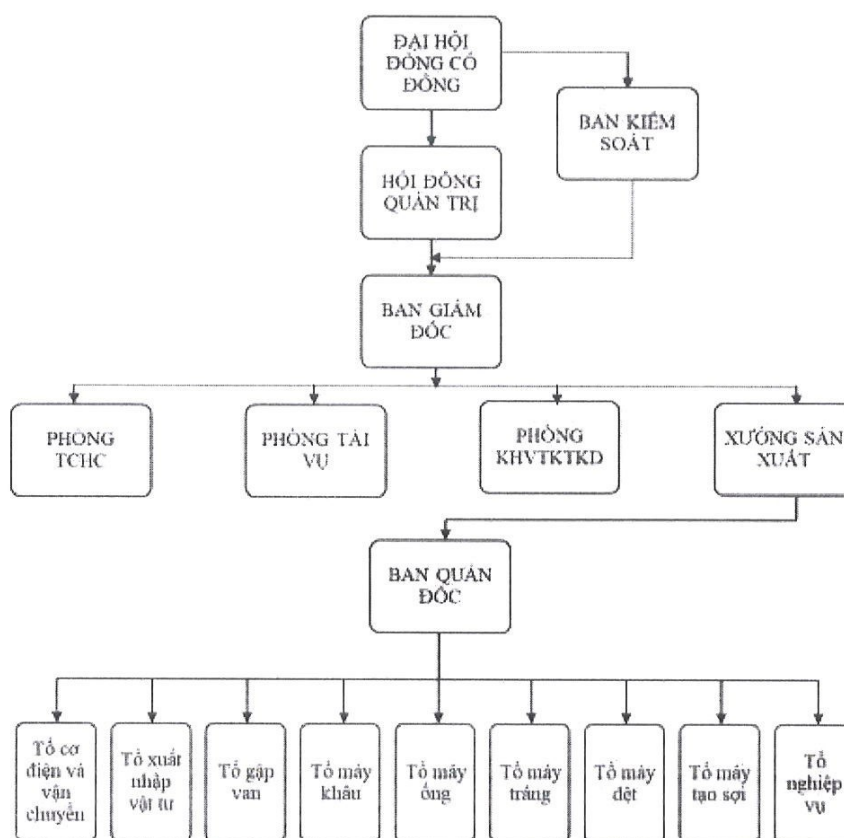 ĐẠI HỘI
ĐỒNG CỔ
ĐÔNG
BAN KIỂM
SOÁT
HỘI ĐỒNG
QUẢN TRỊ
BAN GIÁM
ĐỐC
PHÒNG
TCHC
PHÒNG TÀI
VỤ
PHÒNG
KHVTKTKD
XƯỞNG SẢN
XUẤT
BAN QUẢN
ĐỐC
Tổ cơ
điện và
vận
chuyển
Tổ xuất
nhập
vật tư
Tổ gập
van
Tổ máy
khâu
Tổ máy
ống
Tổ máy
tráng
Tổ máy
dệt
Tổ máy
tạo sợi
Tổ
nghiệp
vụ